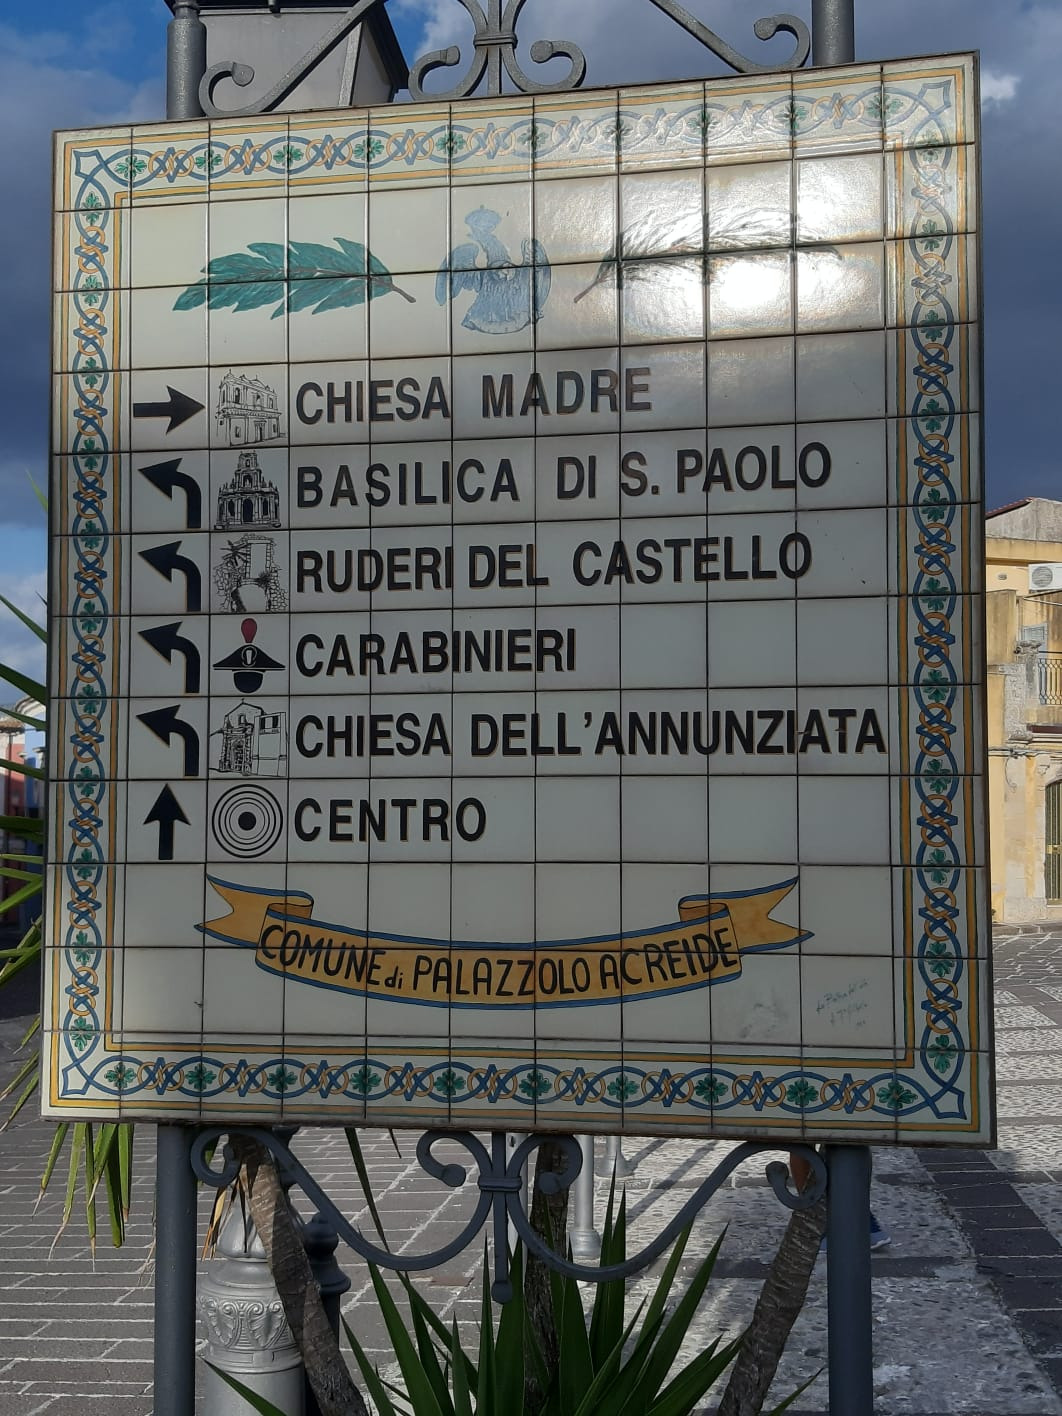 CHIESA MADRE
BASILICA DI S. PAOLO
RUDERI DEL CASTELLO
CARABINIERI
CHIESA DELL'ANNUNZIATA
CENTRO
COMUNE di PALAZZOLO ACREIDE